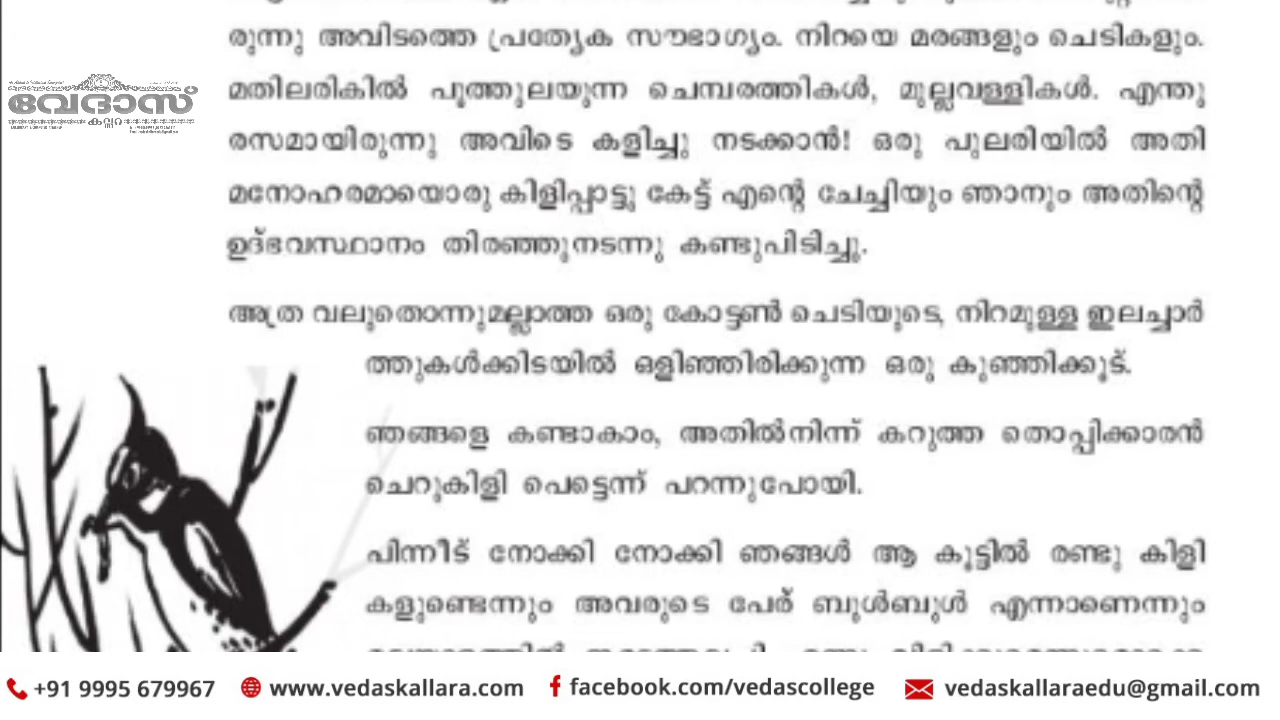 രുന്നു അവിടത്തെ പ്രത്യേക സൗഭാഗ്യം. നിറയെ മരങ്ങളും ചെടികളും.
മതിലരികിൽ പൂത്തുലയുന്ന ചെമ്പരത്തികൾ, മുല്ലവള്ളികൾ. എന്തു
രസമായിരുന്നു അവിടെ കളിച്ചു നടക്കാൻ! ഒരു പുലരിയിൽ അതി
മനോഹരമായൊരു കിളിപ്പാട്ടു കേട്ട് എന്റെ ചേച്ചിയും ഞാനും അതിന്റെ
ഉദ്ഭവസ്ഥാനം തിരഞ്ഞുനടന്നു കണ്ടുപിടിച്ചു.
അത്ര വലുതൊന്നുമല്ലാത്ത ഒരു കോട്ടൺ ചെടിയുടെ, നിറമുള്ള ഇലച്ചാർ
ത്തുകൾക്കിടയിൽ ഒളിഞ്ഞിരിക്കുന്ന ഒരു കുഞ്ഞിക്കൂട്.
ഞങ്ങളെ കണ്ടാകാം, അതിൽനിന്ന് കറുത്ത തൊപ്പിക്കാരൻ
ചെറുകിളി പെട്ടെന്ന് പറന്നുപോയി.
പിന്നീട് നോക്കി നോക്കി ഞങ്ങൾ ആ കൂട്ടിൽ രണ്ടു കിളി
കളുണ്ടെന്നും അവരുടെ പേര് ബുൾബുൾ എന്നാണെന്നും
വേദാസ്
കല്ലറ
+91 9995 679967 www.vedaskallara.com facebook.com/vedascollege vedaskallaraedu@gmail.com